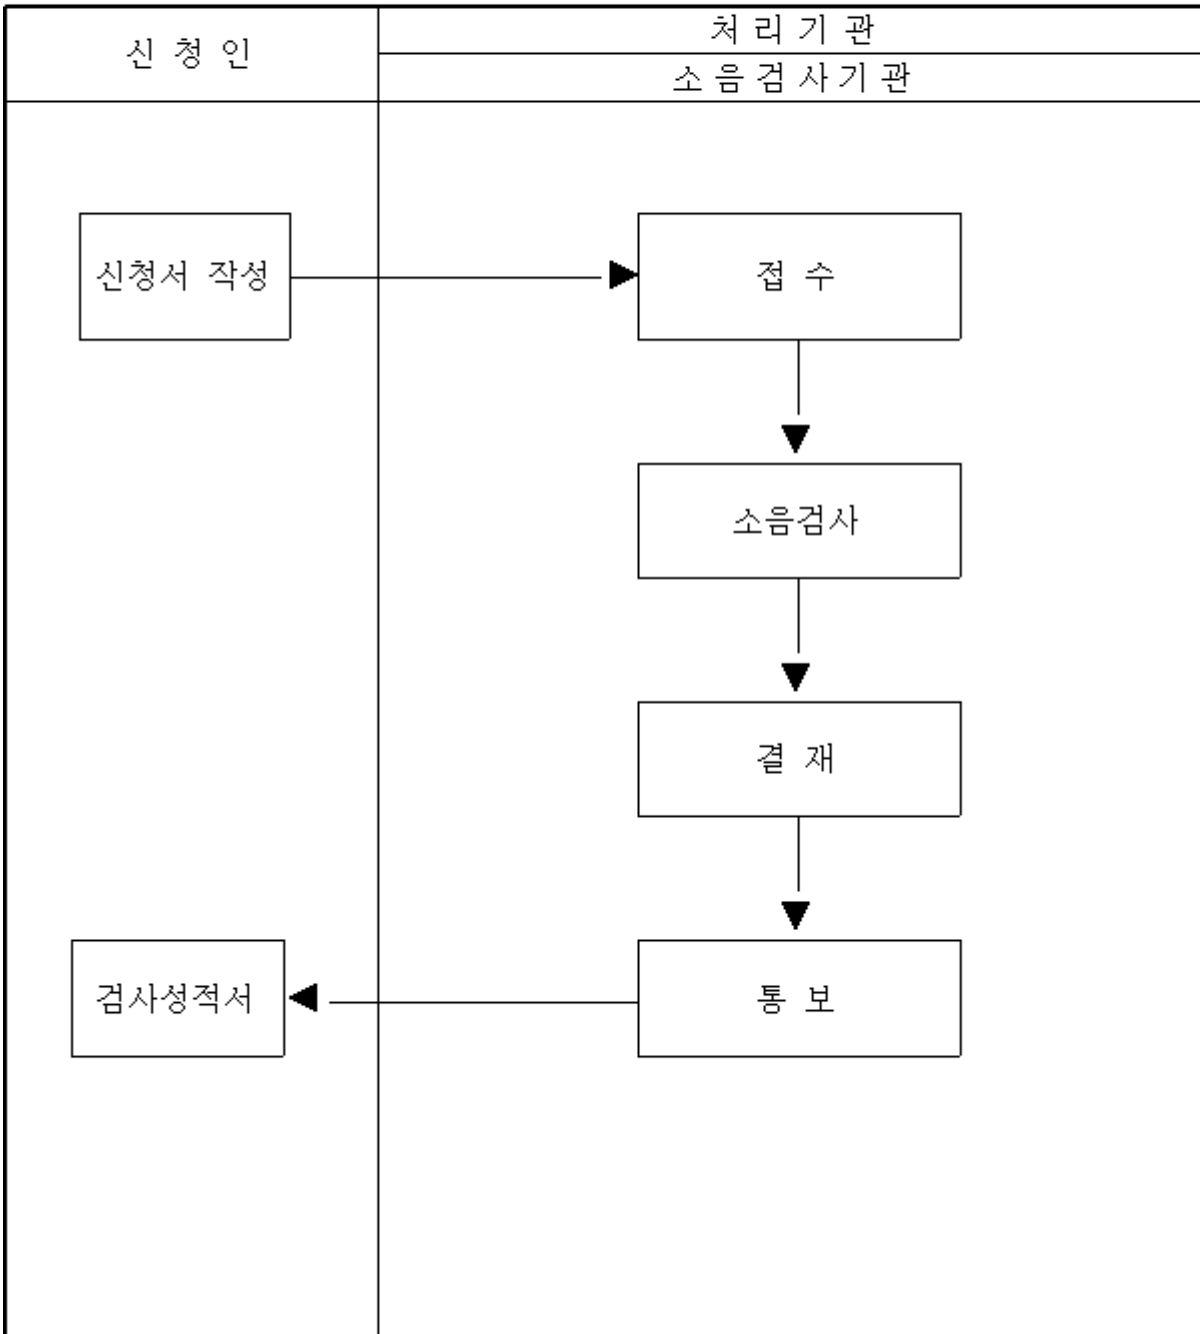 신 청 인
처 리 기 관
소 음 검 사 기 관
신청서 작성
접 수
소음검사
결 재
검사성적서
통 보